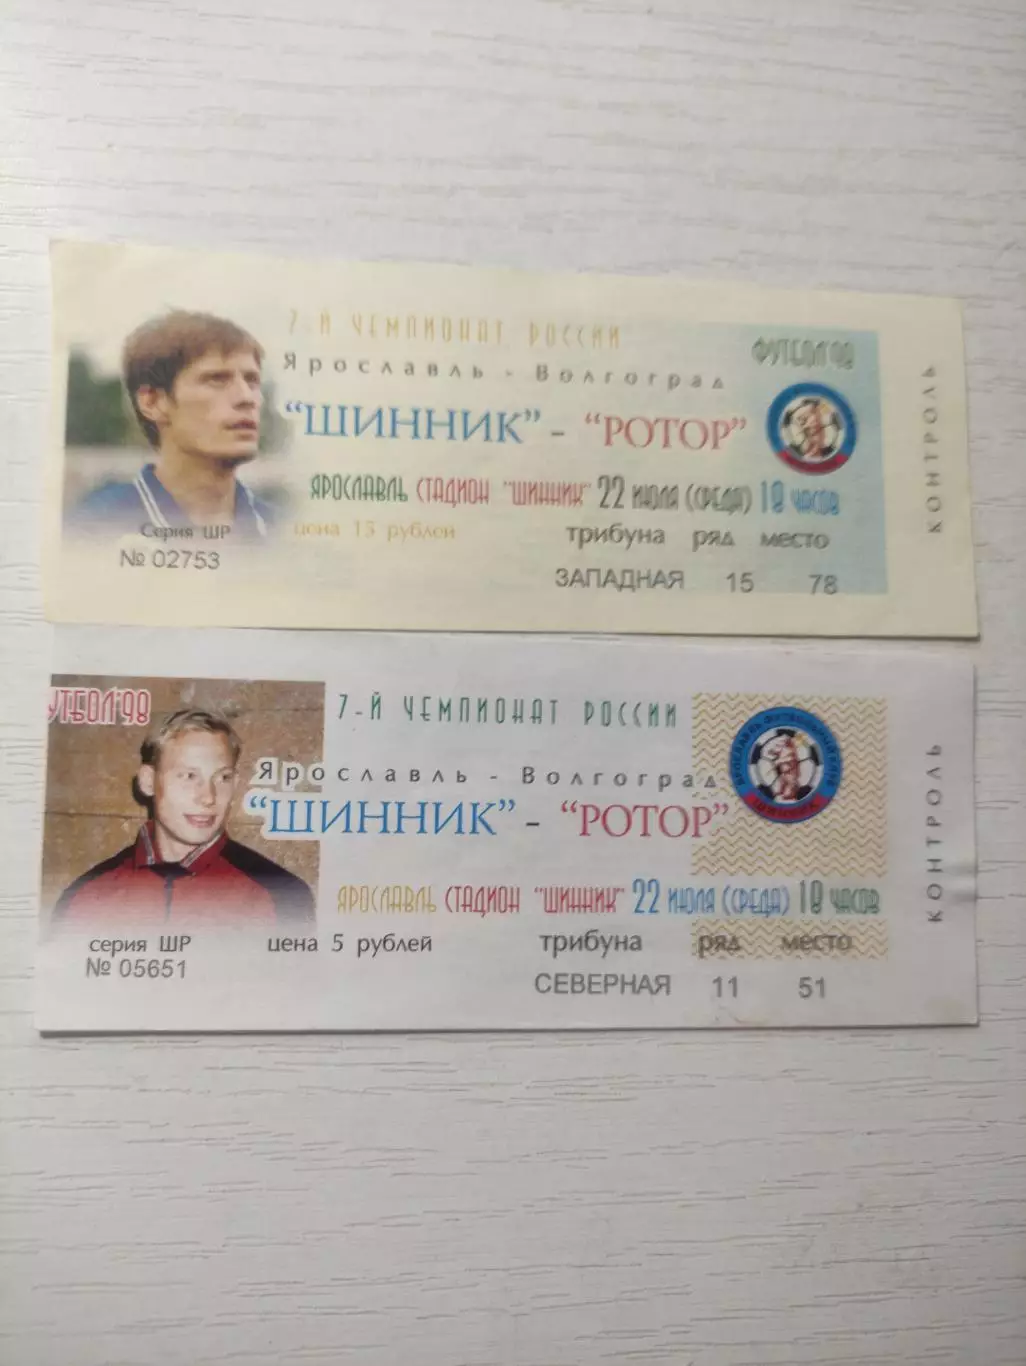 7-Й ЧЕМПИОНАТ РОССИИ
ФУТБОЛ'98
Ярославль - Волгоград
"ШИННИК" - "РОТОР"
ЯРОСЛАВЛЬ СТАДИОН "ШИННИК" 22 ИЮЛЯ (СРЕДА) 18 ЧАСОВ
Серия ШР
цена 15 рублей
трибуна ряд место
№ 02753
ЗАПАДНАЯ 15 78
КОНТРОЛЬ
УТБОЛ'98
7-Й ЧЕМПИОНАТ РОССИИ
Ярославль - Волгоград
"ШИННИК" - "РОТОР"
ШИННИК
ЯРОСЛАВЛЬ СТАДИОН "ШИННИК" 22 ИЮЛЯ (СРЕДА) 18 ЧАСОВ
серия ШР
цена 5 рублей
трибуна ряд место
№ 05651
СЕВЕРНАЯ 11 51
КОНТРОЛЬ